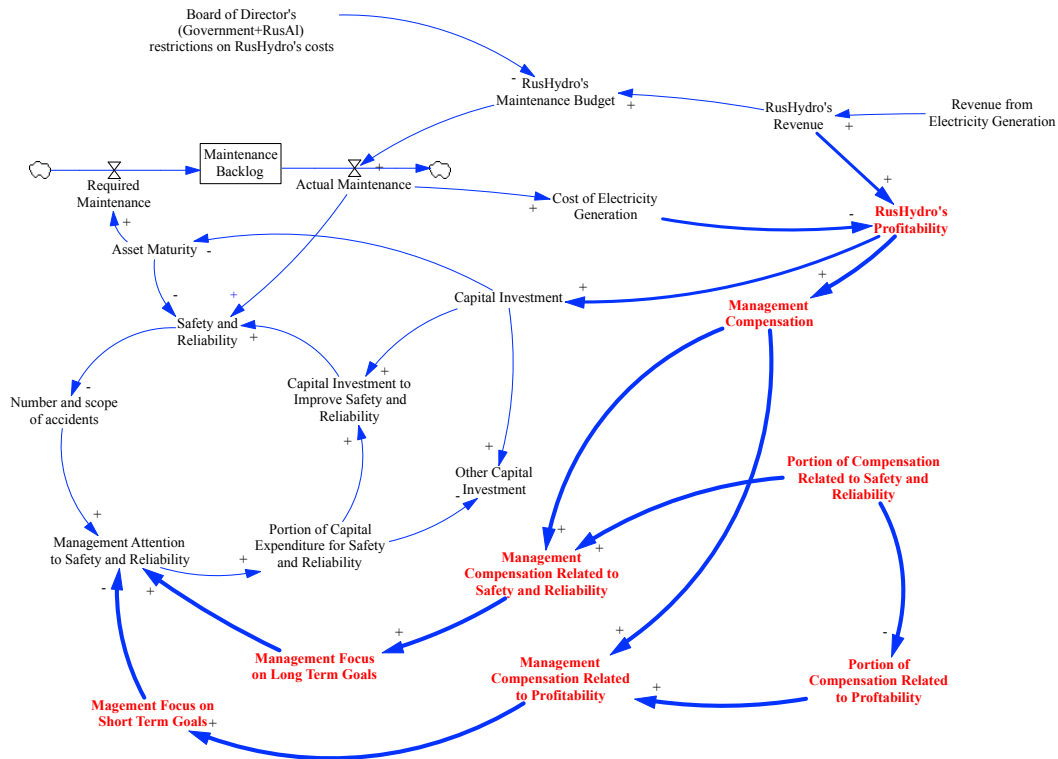 Board of Director's
(Government+RusAl)
restrictions on RusHydro's costs
-
RusHydro's
Maintenance Budget
+
RusHydro's
Revenue
+
Revenue from
Electricity Generation
Maintenance
Backlog
+
Required
Maintenance
Actual Maintenance
+
+
Cost of Electricity
Generation
+
-
RusHydro's
Profitability
Asset Maturity
-
-
+
Safety and
Reliability
+
Capital Investment
+
+
Management
Compensation
-
Number and scope
of accidents
+
Capital Investment to
Improve Safety and
Reliability
+
+
Other Capital
Investment
-
Portion of Compensation
Related to Safety and
Reliability
+
Management Attention
to Safety and Reliability
+
Portion of Capital
Expenditure for Safety
and Reliability
+
+
Management
Compensation Related to
Safety and Reliability
-
+
+
Management Focus
on Long Term Goals
+
Management
Compensation Related
to Profitability
+
-
Portion of
Compensation Related
to Proftability
Magement Focus on
Short Term Goals
+